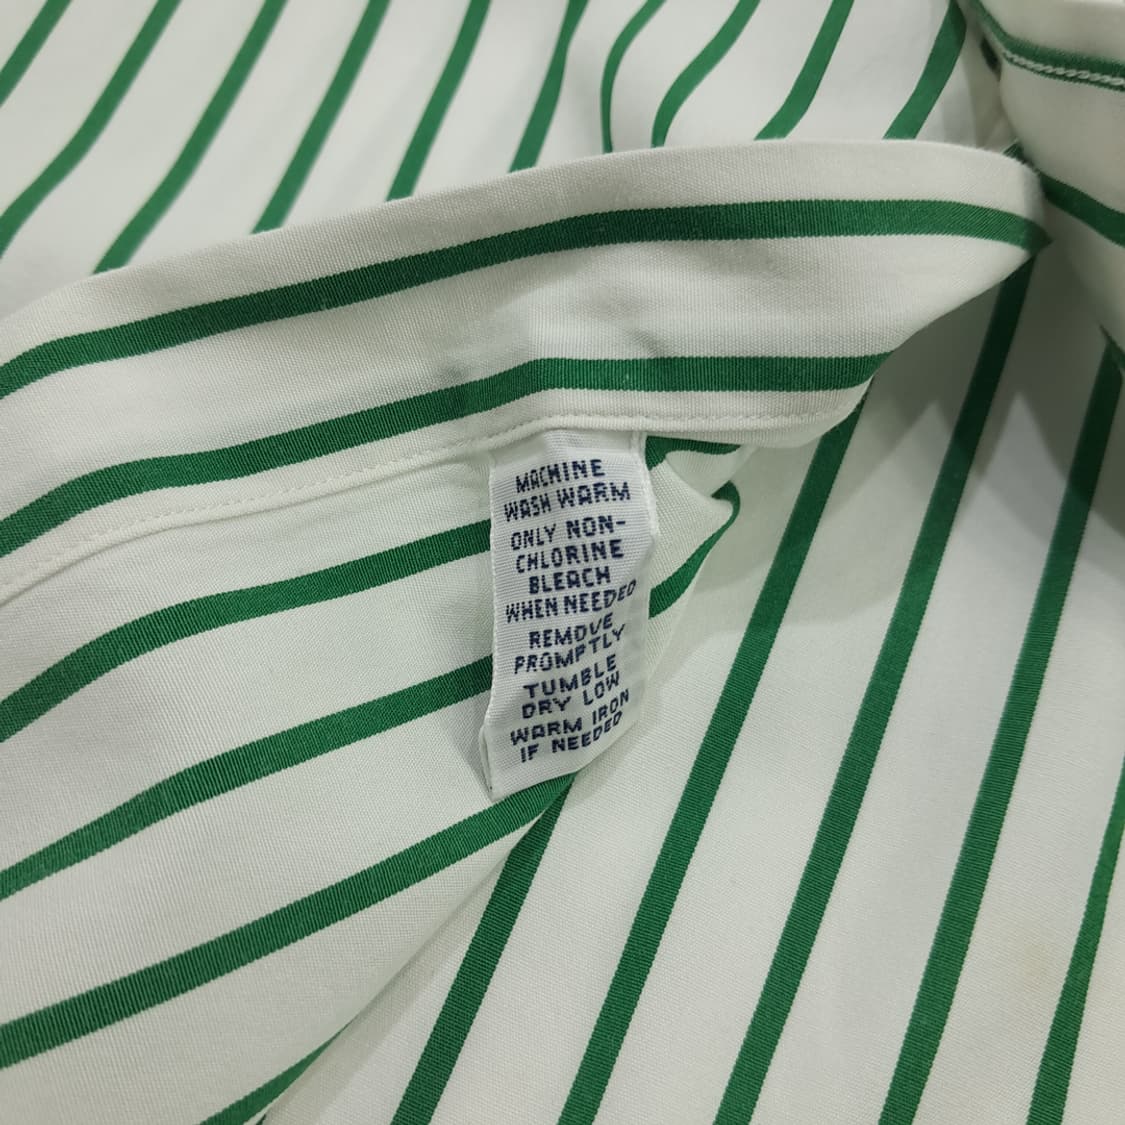 MACHINE
WASH WARM
ONLY NON-
CHLORINE
BLEACH
WHEN NEEDED
REMOVE
PROMPTLY
TUMBLE
DRY LOW
WARM IRON
IF NEEDED